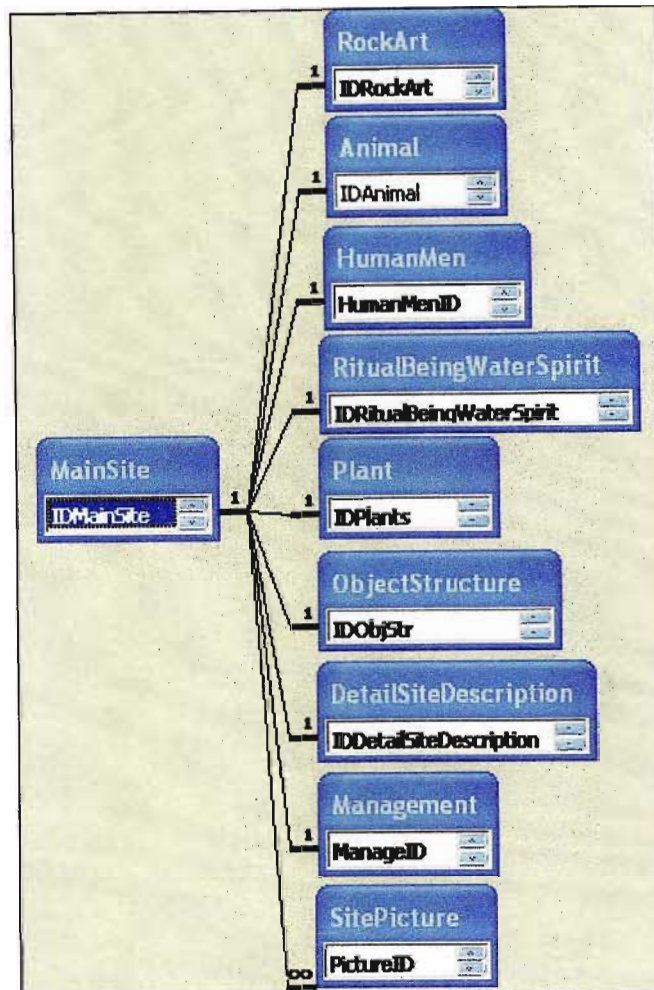 RockArt
1
IDRockArt
Animal
1
IDAnimal
HumanMen
1
HumanMenID
RitualBeingWaterSpirit
1
IDRitualBeingWaterSpirit
MainSite
Plant
1
1
IDMainSite
IDPlants
ObjectStructure
1
IDObjStr
DetailSiteDescription
1
IDDetailSiteDescription
Management
1
ManageID
SitePicture
∞
PictureID